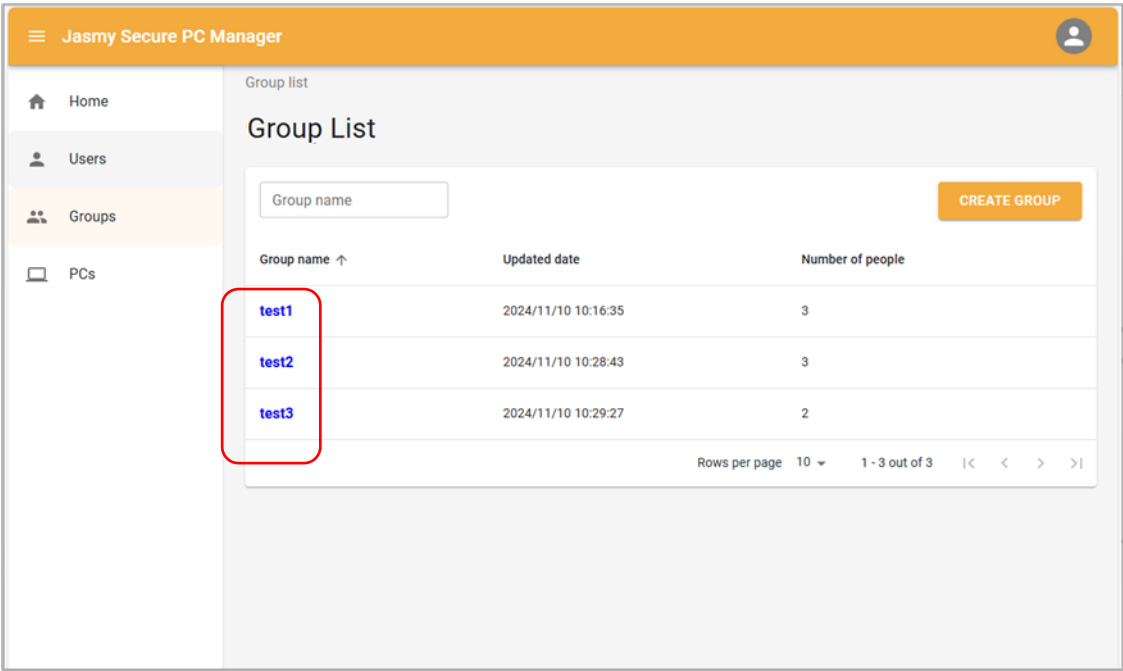 Jasmy Secure PC Manager
Home
Users
Groups
PCs
Group list
Group List
Group name
CREATE GROUP
Group name Updated date Number of people
test1 2024/11/10 10:16:35 3
test2 2024/11/10 10:28:43 3
test3 2024/11/10 10:29:27 2
Rows per page 10 1 - 3 out of 3